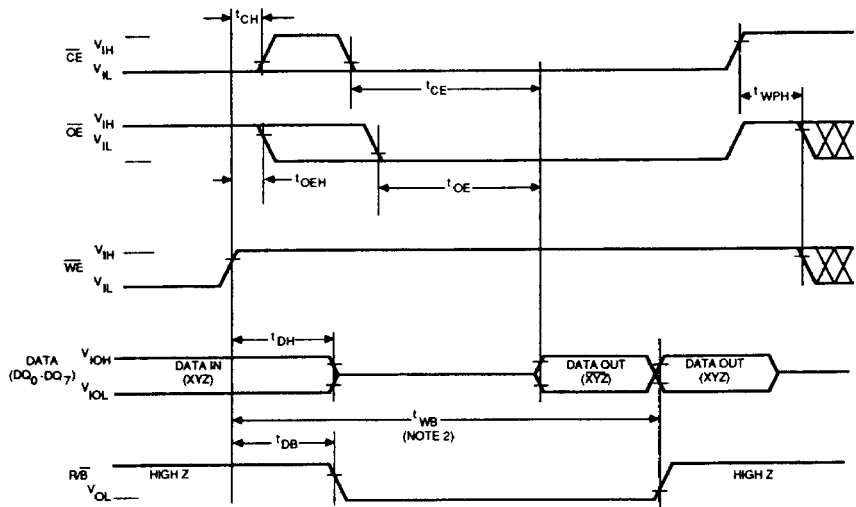 tCH
CE VIH
VIL
tCE
tWPH
OE VIH
VIL
tOEH
tOE
WE VIH
VIL
tDH
DATA
(DQ0-DQ7)
VIOH
VIOL
DATA IN
(XYZ)
DATA OUT
(X̅Y̅Z̅)
DATA OUT
(XYZ)
tWB
(NOTE 2)
tDB
R/B̅
VOL
HIGH Z
HIGH Z